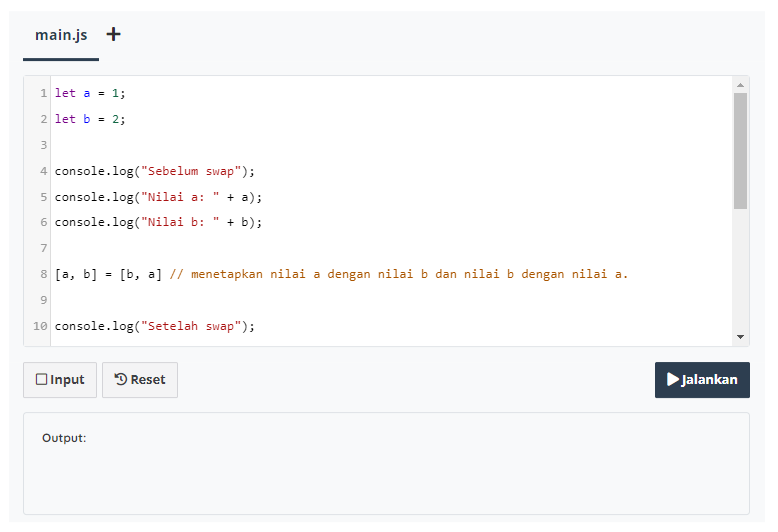 main.js +
1 let a = 1;
2 let b = 2;
3
4 console.log("Sebelum swap");
5 console.log("Nilai a: " + a);
6 console.log("Nilai b: " + b);
7
8 [a, b] = [b, a] // menetapkan nilai a dengan nilai b dan nilai b dengan nilai a.
9
10 console.log("Setelah swap");
Input Reset Jalankan
Output: